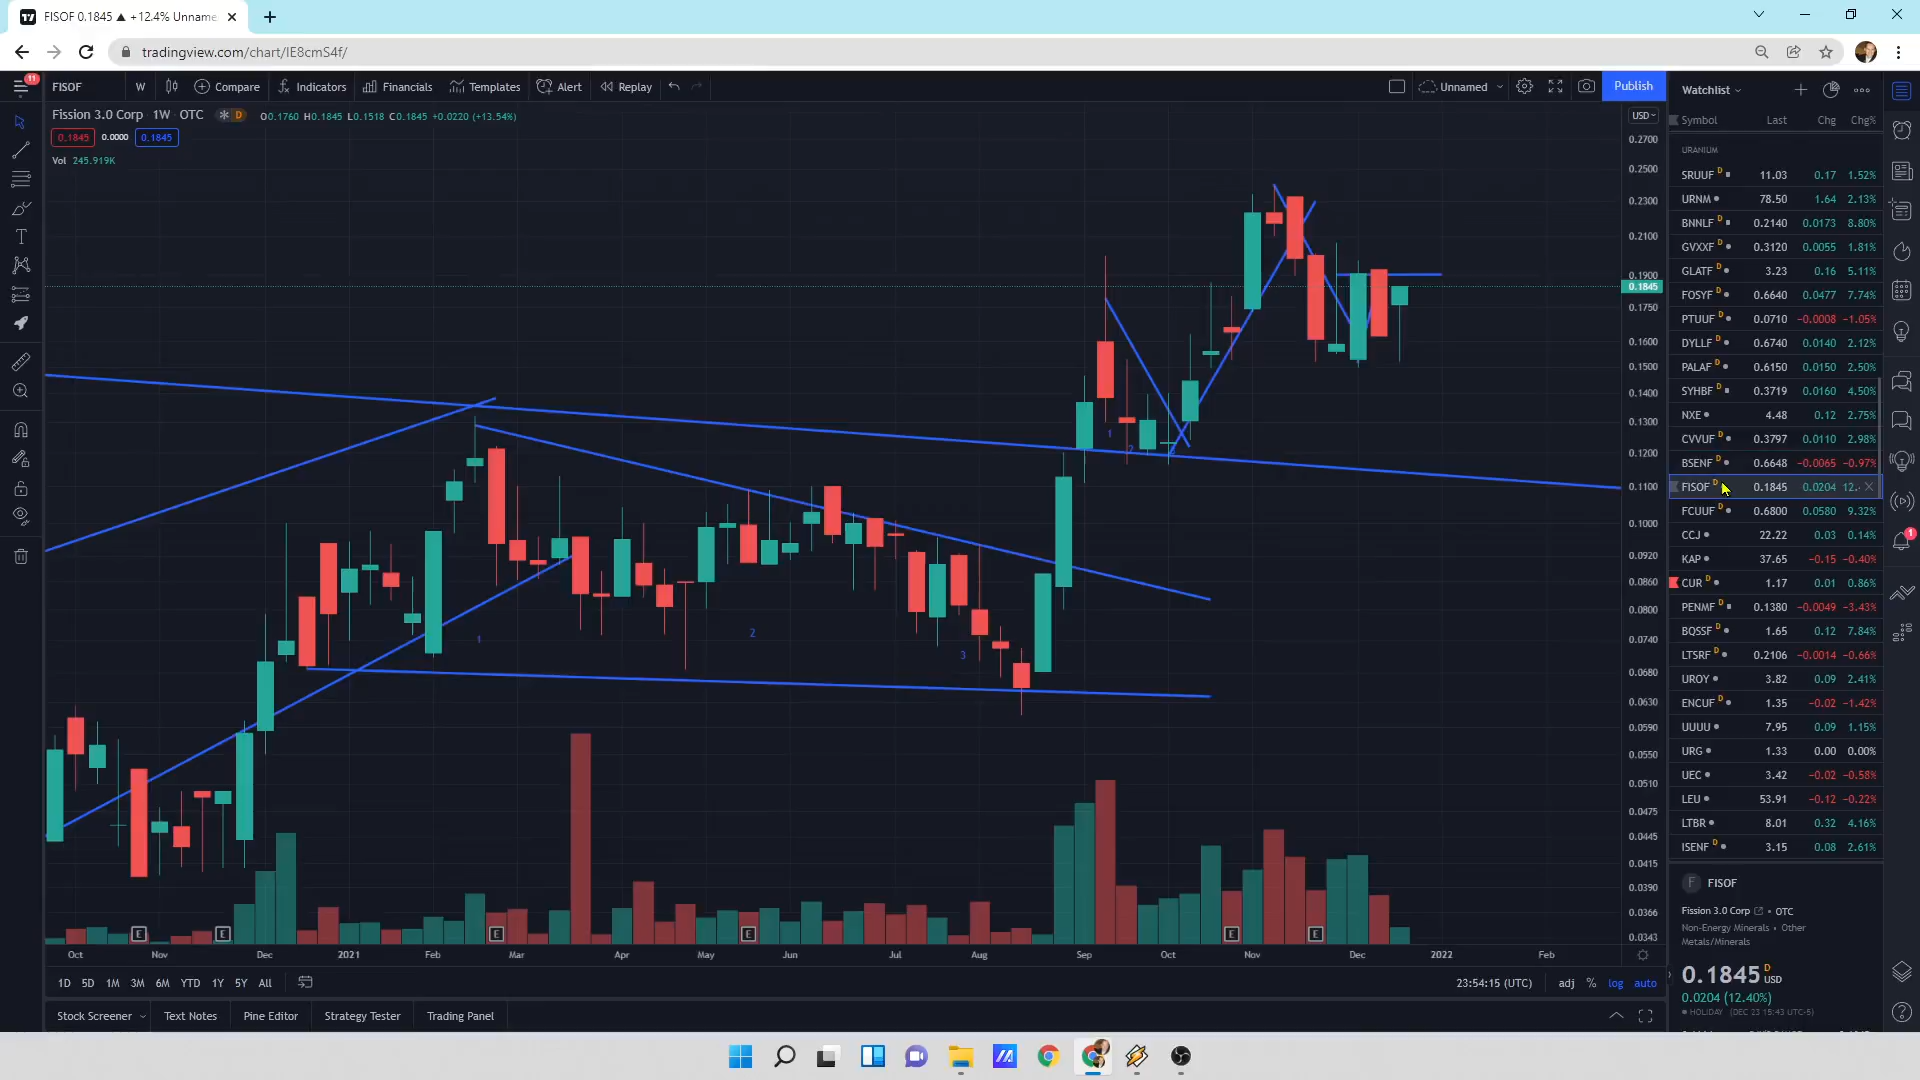 FISOF 0.1845 ▲ +12.4% Unname
tradingview.com/chart/IE8cmS4f/
11
FISOF W Compare Indicators Financials Templates Alert Replay Unnamed Publish
Fission 3.0 Corp · 1W · OTC D O0.1760 H0.1845 L0.1518 C0.1845 +0.0220 (+13.54%)
0.1845 0.0000 0.1845
Vol 245.919K
USD
0.2700
0.2500
0.2300
0.2100
0.1900
0.1845
0.1750
0.1600
0.1500
0.1400
0.1300
0.1200
0.1100
0.1000
0.0920
0.0860
0.0800
0.0740
0.0680
0.0630
0.0590
0.0550
0.0510
0.0475
0.0445
0.0415
0.0390
0.0366
0.0343
1
2
1
2
3
E E E E E E
Oct Nov Dec 2021 Feb Mar Apr May Jun Jul Aug Sep Oct Nov Dec 2022 Feb
1D 5D 1M 3M 6M YTD 1Y 5Y All 23:54:15 (UTC) adj % log auto
Stock Screener Text Notes Pine Editor Strategy Tester Trading Panel
Watchlist
Symbol Last Chg Chg%
URANIUM
SRUUF D 11.03 0.17 1.52%
URNM 78.50 1.64 2.13%
BNNLF D 0.2140 0.0173 8.80%
GVXXF D 0.3120 0.0055 1.81%
GLATF D 3.23 0.16 5.11%
FOSYF D 0.6640 0.0477 7.74%
PTUUF D 0.0710 −0.0008 −1.05%
DYLLF D 0.6740 0.0140 2.12%
PALAF D 0.6150 0.0150 2.50%
SYHBF D 0.3719 0.0160 4.50%
NXE 4.48 0.12 2.75%
CVVUF D 0.3797 0.0110 2.98%
BSENF D 0.6648 −0.0065 −0.97%
FISOF D 0.1845 0.0204 12.
FCUUF D 0.6800 0.0580 9.32%
CCJ 22.22 0.03 0.14%
KAP 37.65 −0.15 −0.40%
CUR D 1.17 0.01 0.86%
PENMF D 0.1380 −0.0049 −3.43%
BQSSF D 1.65 0.12 7.84%
LTSRF D 0.2106 −0.0014 −0.66%
UROY 3.82 0.09 2.41%
ENCUF D 1.35 −0.02 −1.42%
UUUU 7.95 0.09 1.15%
URG 1.33 0.00 0.00%
UEC 3.42 −0.02 −0.58%
LEU 53.91 −0.12 −0.22%
LTBR 8.01 0.32 4.16%
ISENF D 3.15 0.08 2.61%
F FISOF
Fission 3.0 Corp • OTC
Non-Energy Minerals • Other
Metals/Minerals
0.1845 D USD
0.0204 (12.40%)
HOLIDAY (DEC 23 15:43 UTC-5)
1